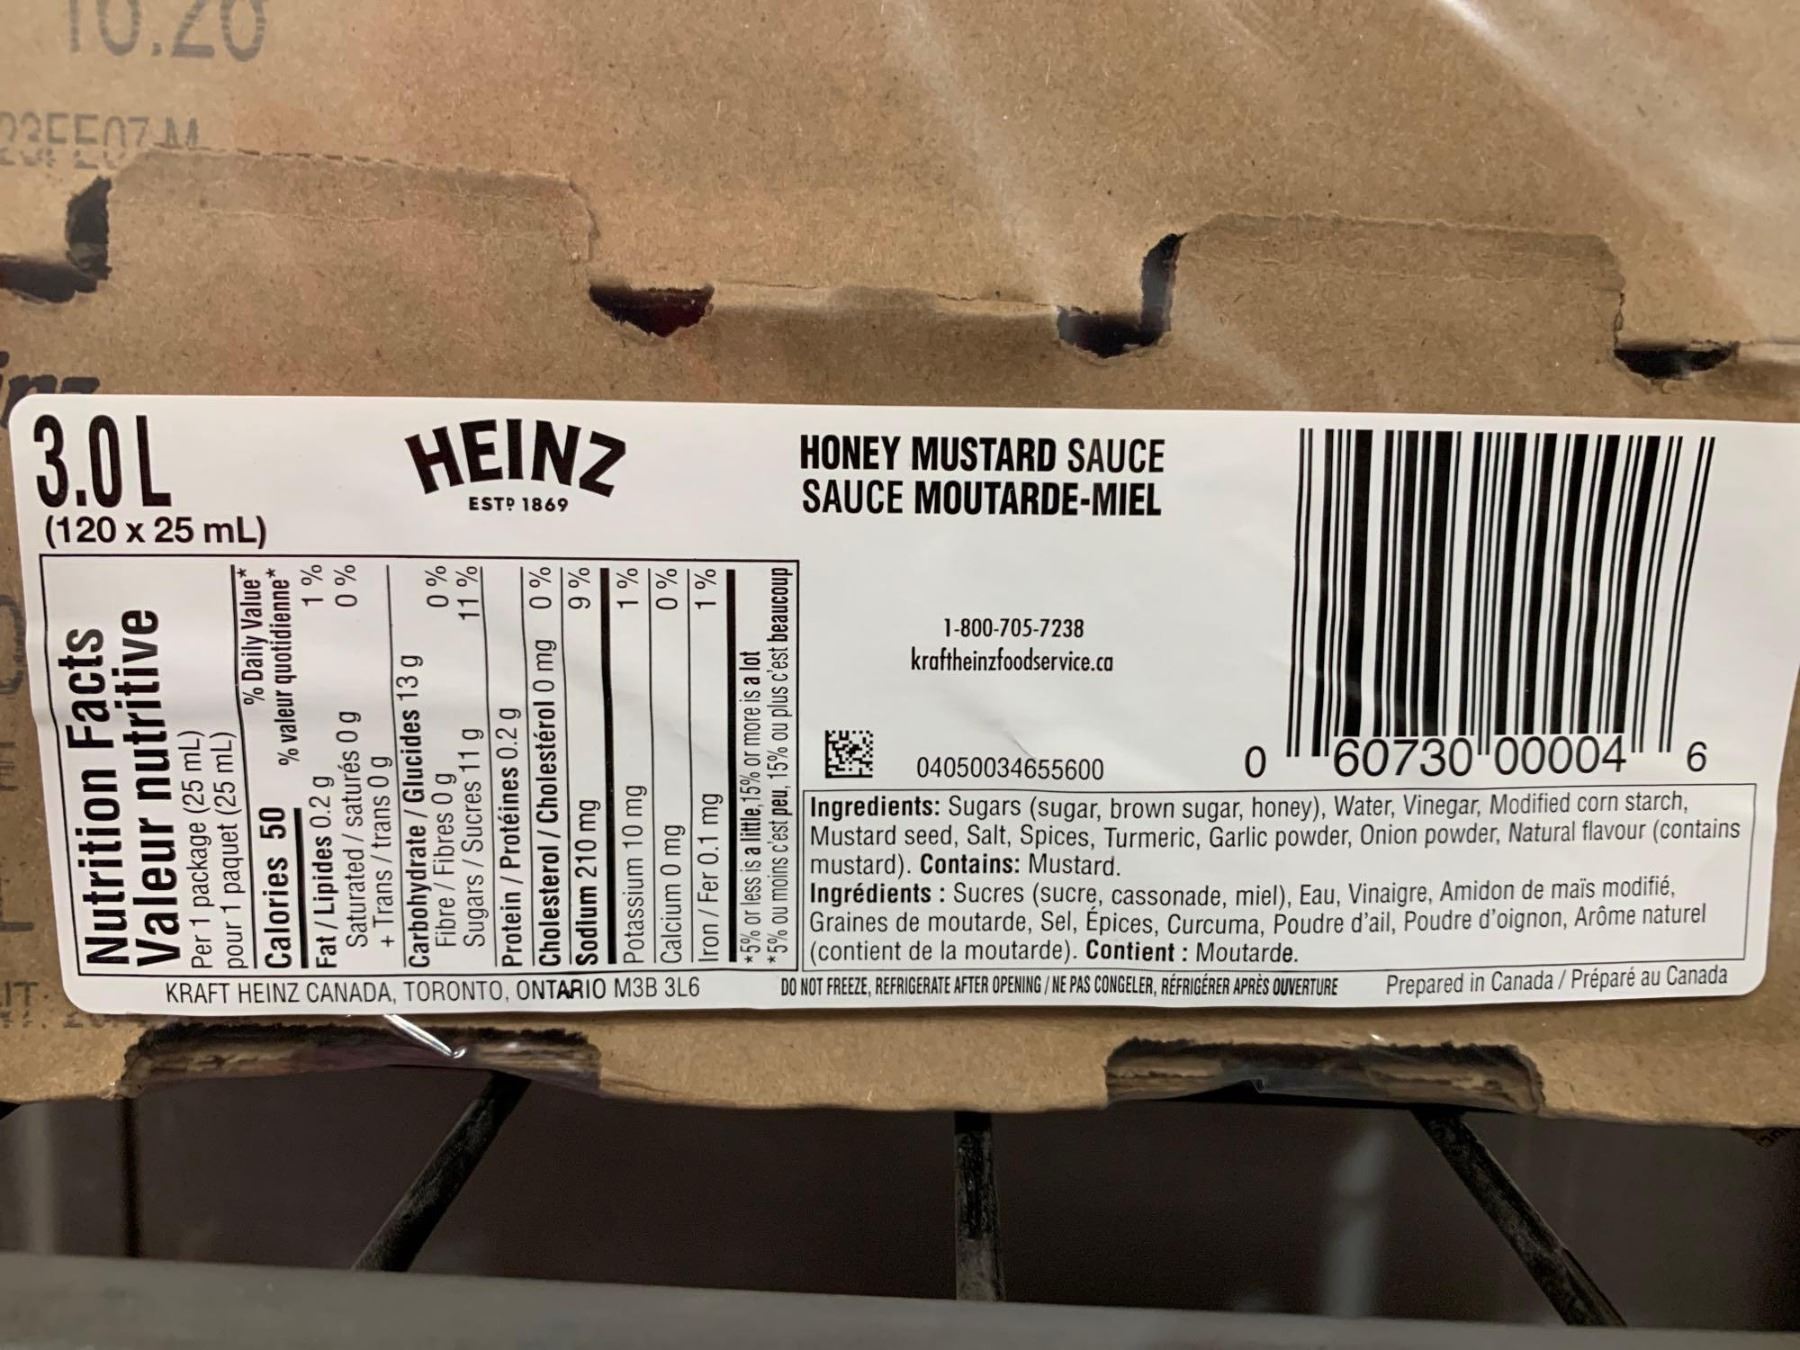 10.20
23FE07 M
3.0 L
(120 x 25 mL)
HEINZ
ESTD 1869
HONEY MUSTARD SAUCE
SAUCE MOUTARDE-MIEL
Nutrition Facts
Valeur nutritive
Per 1 package (25 mL)
pour 1 paquet (25 mL)
% Daily Value*
% valeur quotidienne*
Calories 50
Fat / Lipides 0.2 g 1 %
Saturated / saturés 0 g
+ Trans / trans 0 g 0 %
Carbohydrate / Glucides 13 g
Fibre / Fibres 0 g 0 %
Sugars / Sucres 11 g 11 %
Protein / Protéines 0.2 g
Cholesterol / Cholestérol 0 mg 0 %
Sodium 210 mg 9 %
Potassium 10 mg 1 %
Calcium 0 mg 0 %
Iron / Fer 0.1 mg 1 %
*5% or less is a little, 15% or more is a lot
*5% ou moins c'est peu, 15% ou plus c'est beaucoup
1-800-705-7238
kraftheinzfoodservice.ca
04050034655600
0 60730 00004 6
Ingredients: Sugars (sugar, brown sugar, honey), Water, Vinegar, Modified corn starch,
Mustard seed, Salt, Spices, Turmeric, Garlic powder, Onion powder, Natural flavour (contains
mustard). Contains: Mustard.
Ingrédients : Sucres (sucre, cassonade, miel), Eau, Vinaigre, Amidon de maïs modifié,
Graines de moutarde, Sel, Épices, Curcuma, Poudre d'ail, Poudre d'oignon, Arôme naturel
(contient de la moutarde). Contient : Moutarde.
KRAFT HEINZ CANADA, TORONTO, ONTARIO M3B 3L6
DO NOT FREEZE, REFRIGERATE AFTER OPENING / NE PAS CONGELER, RÉFRIGÉRER APRÈS OUVERTURE
Prepared in Canada / Préparé au Canada